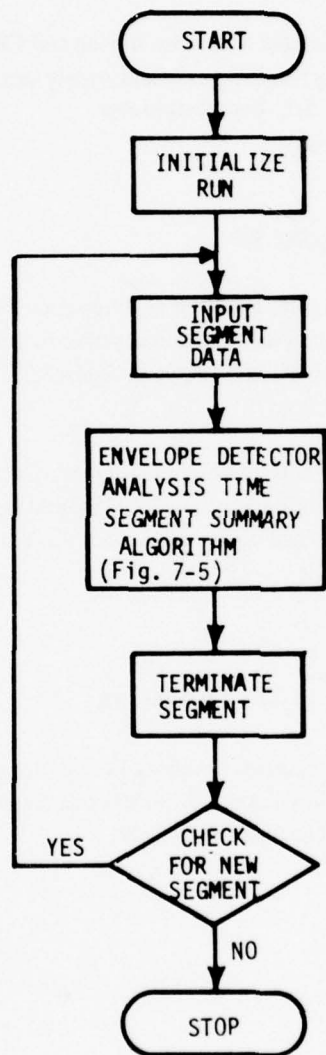 START
INITIALIZE
RUN
INPUT
SEGMENT
DATA
ENVELOPE DETECTOR
ANALYSIS TIME
SEGMENT SUMMARY
ALGORITHM
(Fig. 7-5)
TERMINATE
SEGMENT
YES
CHECK
FOR NEW
SEGMENT
NO
STOP